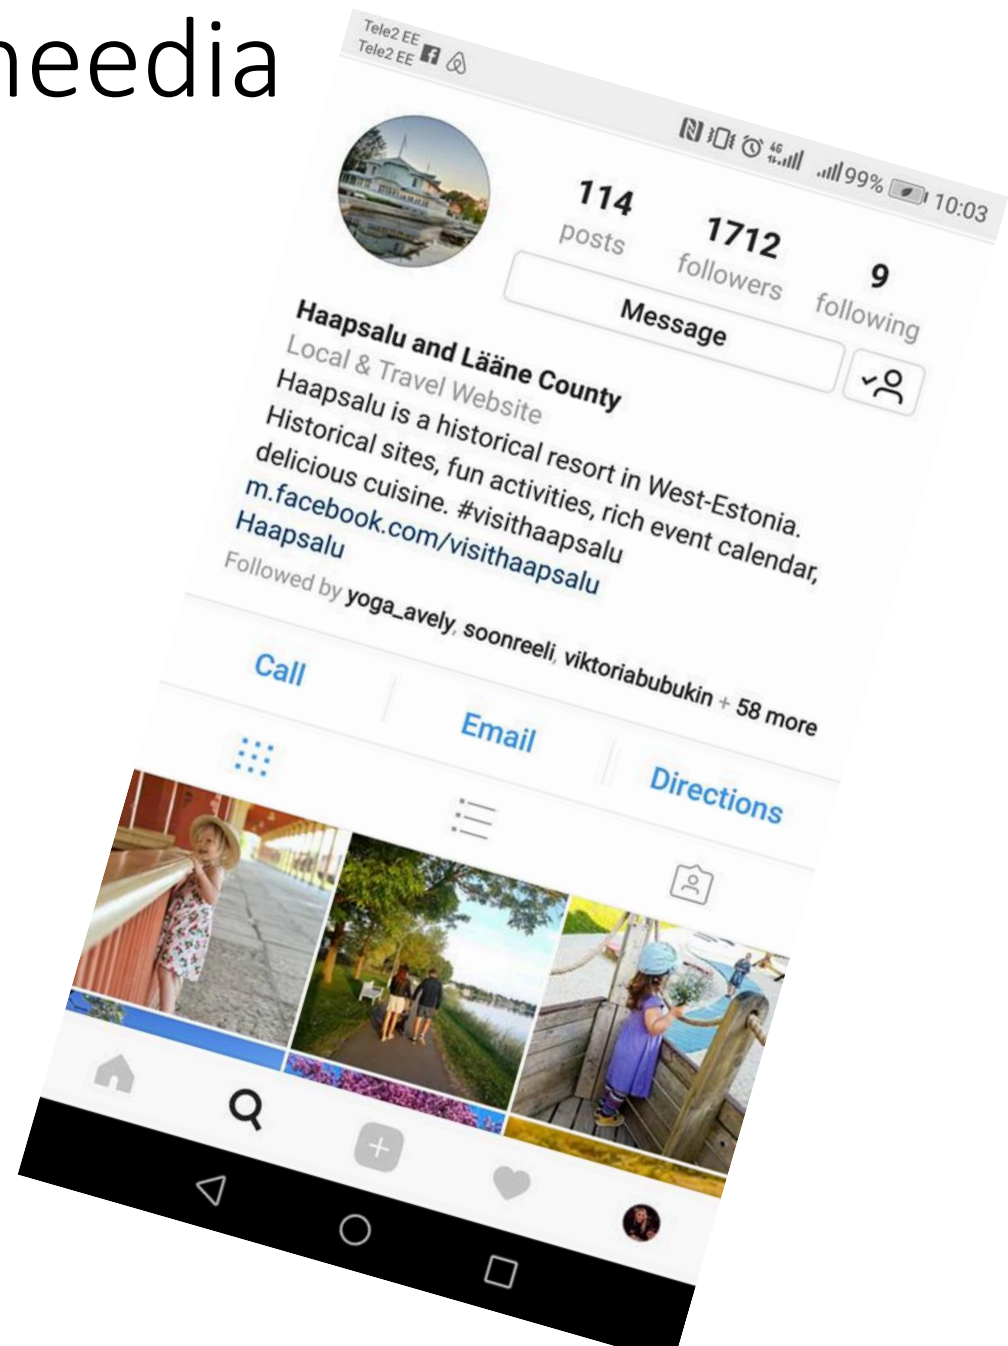 needia
Tele2 EE
Tele2 EE
4G 99% 10:03
114 1712 9
posts followers following
Message
Haapsalu and Lääne County
Local & Travel Website
Haapsalu is a historical resort in West-Estonia.
Historical sites, fun activities, rich event calendar,
delicious cuisine. #visithaapsalu
m.facebook.com/visithaapsalu
Haapsalu
Followed by yoga_avely, soonreeli, viktoriabubukin + 58 more
Call Email Directions